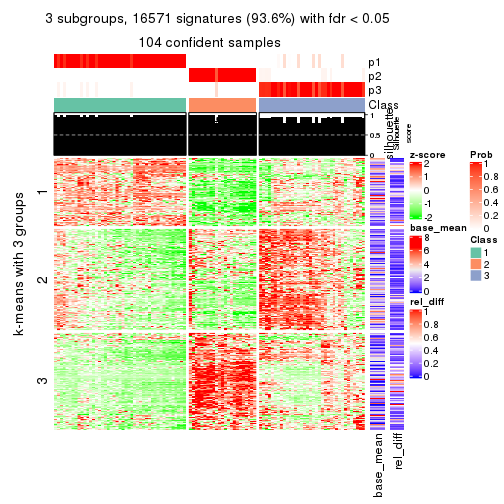 3 subgroups, 16571 signatures (93.6%) with fdr < 0.05
104 confident samples
p1
p2
p3
Class
1
0.5
0
silhouette
Silhouette
score
k-means with 3 groups
1
2
3
base_mean
rel_diff
z-score
2
1
0
-1
-2
base_mean
8
6
4
2
0
rel_diff
1
0.8
0.6
0.4
0.2
0
Prob
1
0.8
0.6
0.4
0.2
0
Class
1
2
3